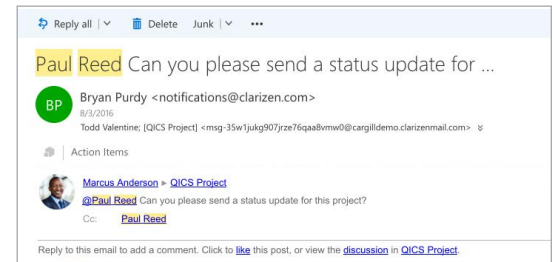 Reply all | Delete Junk | •••
Paul Reed Can you please send a status update for ...
BP
Bryan Purdy <notifications@clarizen.com>
8/3/2016
Todd Valentine; [QICS Project] <msg-35w1jukg907jrze76qaa8vmw0@cargilldemo.clarizenmail.com>
Action Items
Marcus Anderson ▸ QICS Project
@Paul Reed Can you please send a status update for this project?
Cc: Paul Reed
Reply to this email to add a comment. Click to like this post, or view the discussion in QICS Project.